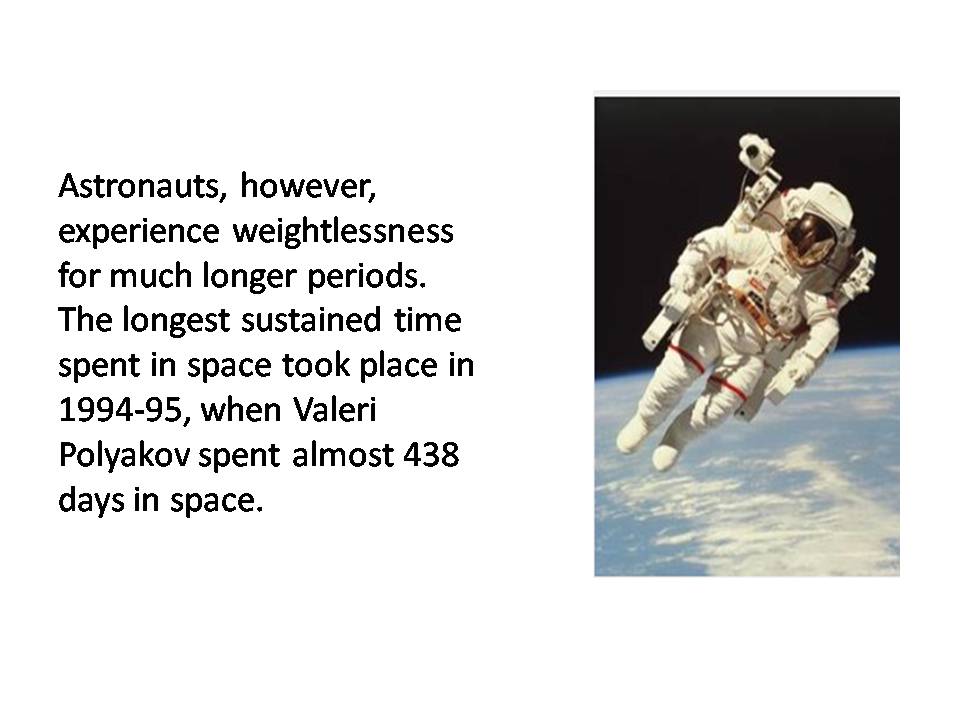 Astronauts, however,
experience weightlessness
for much longer periods.
The longest sustained time
spent in space took place in
1994-95, when Valeri
Polyakov spent almost 438
days in space.